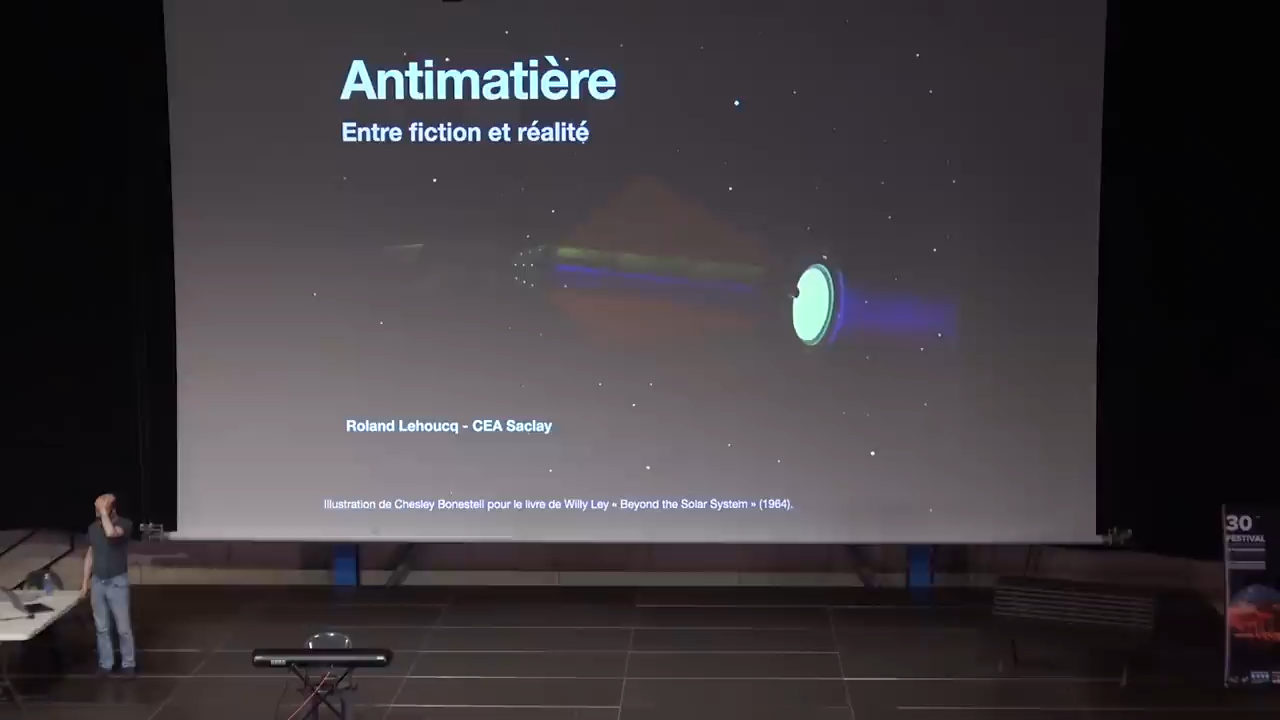 Antimatière
Entre fiction et réalité
Roland Lehoucq - CEA Saclay
Illustration de Chesley Bonestell pour le livre de Willy Ley « Beyond the Solar System » (1964).
30
FESTIVAL